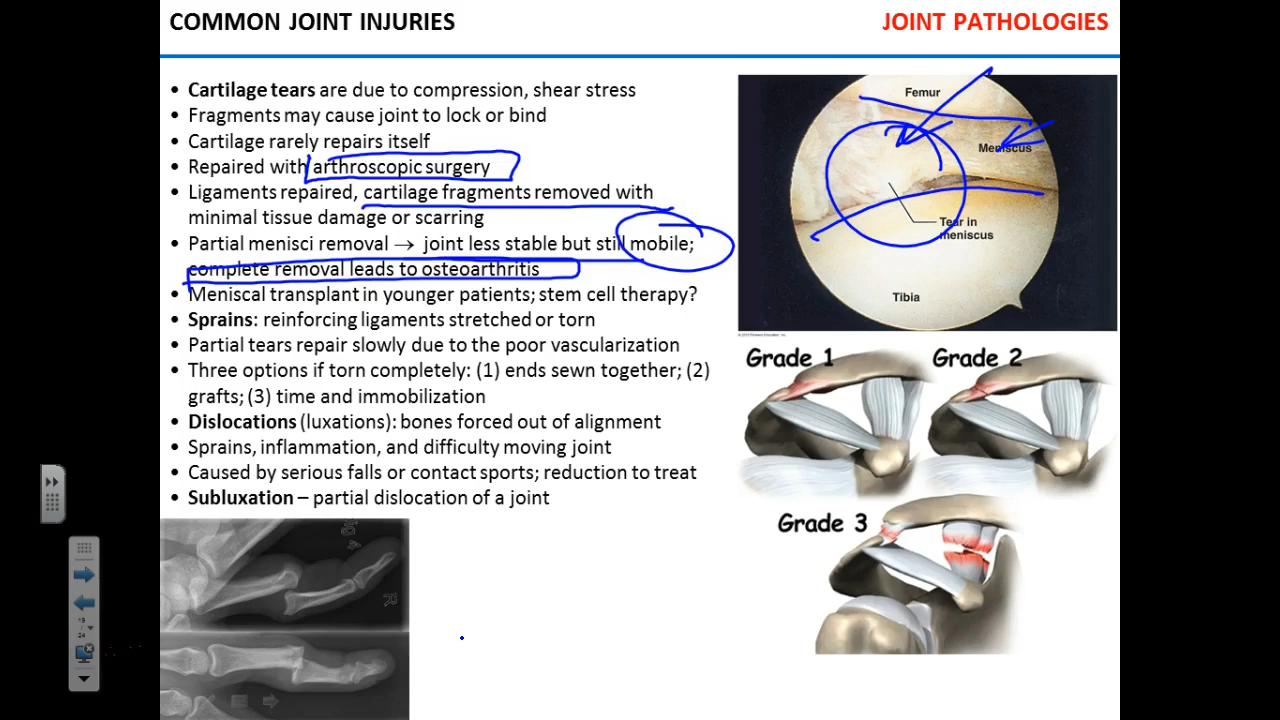 COMMON JOINT INJURIES
JOINT PATHOLOGIES
• Cartilage tears are due to compression, shear stress
• Fragments may cause joint to lock or bind
• Cartilage rarely repairs itself
• Repaired with arthroscopic surgery
• Ligaments repaired, cartilage fragments removed with
minimal tissue damage or scarring
• Partial menisci removal → joint less stable but still mobile;
complete removal leads to osteoarthritis
• Meniscal transplant in younger patients; stem cell therapy?
• Sprains: reinforcing ligaments stretched or torn
• Partial tears repair slowly due to the poor vascularization
• Three options if torn completely: (1) ends sewn together; (2)
grafts; (3) time and immobilization
• Dislocations (luxations): bones forced out of alignment
• Sprains, inflammation, and difficulty moving joint
• Caused by serious falls or contact sports; reduction to treat
• Subluxation – partial dislocation of a joint
Femur
Meniscus
Tear in
meniscus
Tibia
Grade 1
Grade 2
Grade 3
R
19
/
24